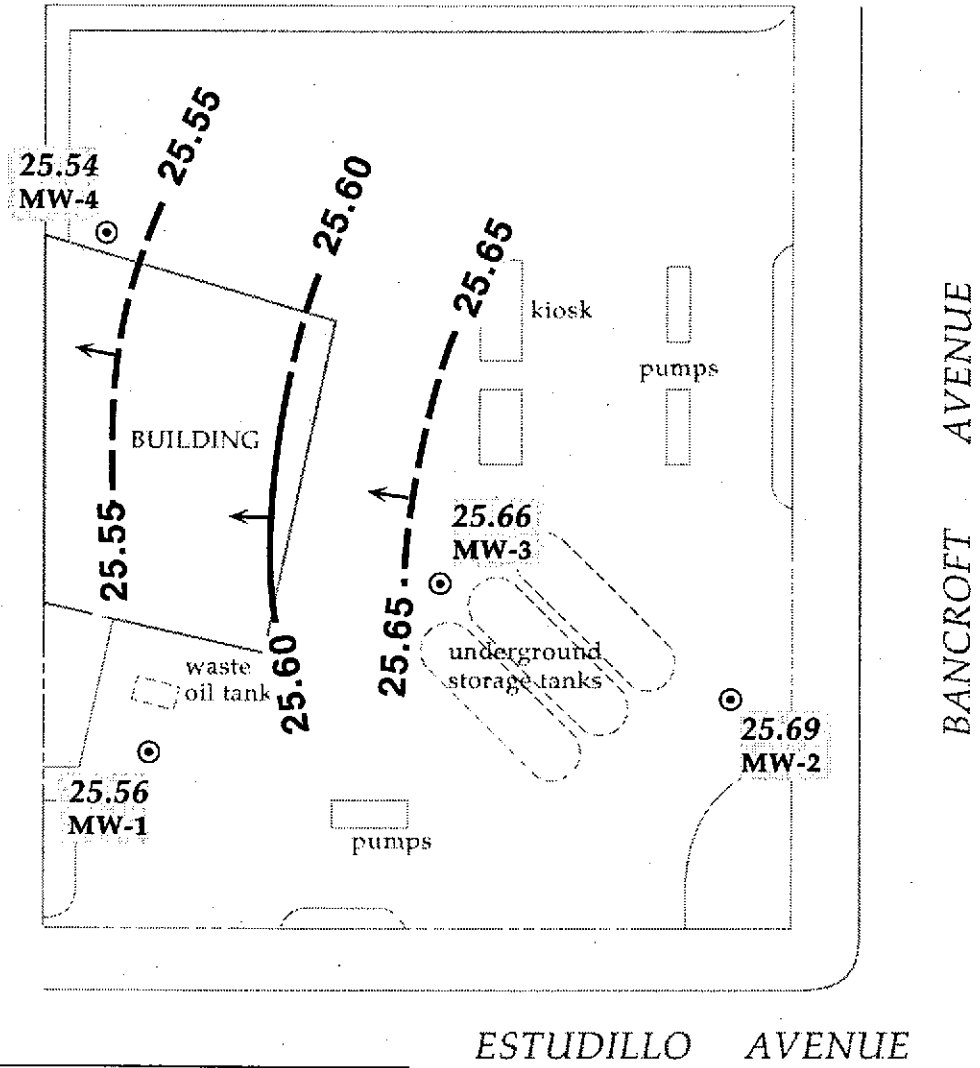 25.55
25.54
MW-4
25.60
25.65
kiosk
pumps
BUILDING
25.66
MW-3
25.55
25.65
underground
storage tanks
waste
oil tank
25.60
25.69
MW-2
25.56
MW-1
pumps
BANCROFT AVENUE
ESTUDILLO AVENUE